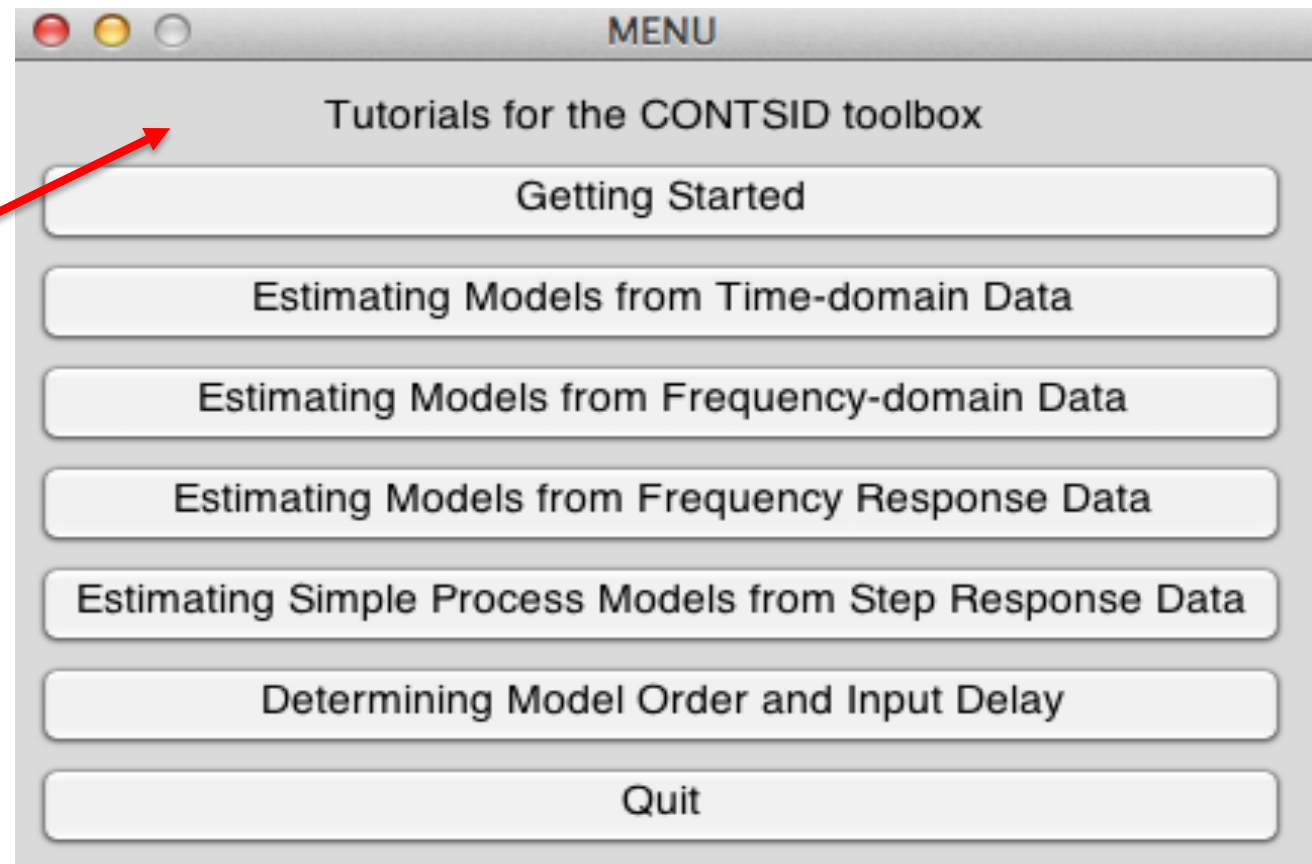 MENU
Tutorials for the CONTSID toolbox
Getting Started
Estimating Models from Time-domain Data
Estimating Models from Frequency-domain Data
Estimating Models from Frequency Response Data
Estimating Simple Process Models from Step Response Data
Determining Model Order and Input Delay
Quit